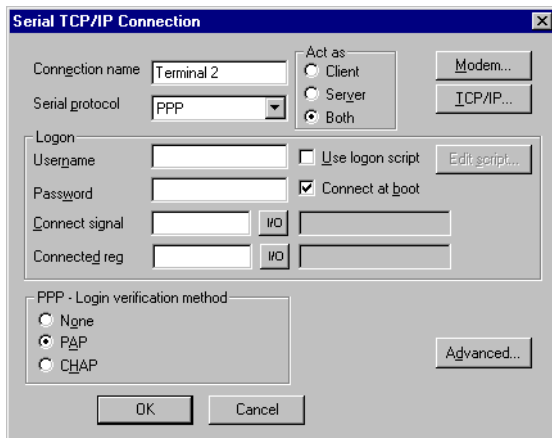 Serial TCP/IP Connection
Connection name Terminal 2
Serial protocol PPP
Act as
Client
Server
Both
Modem...
TCP/IP...
Logon
Username
Use logon script
Edit script...
Password
Connect at boot
Connect signal I/O
Connected reg I/O
PPP - Login verification method
None
PAP
CHAP
Advanced...
OK Cancel